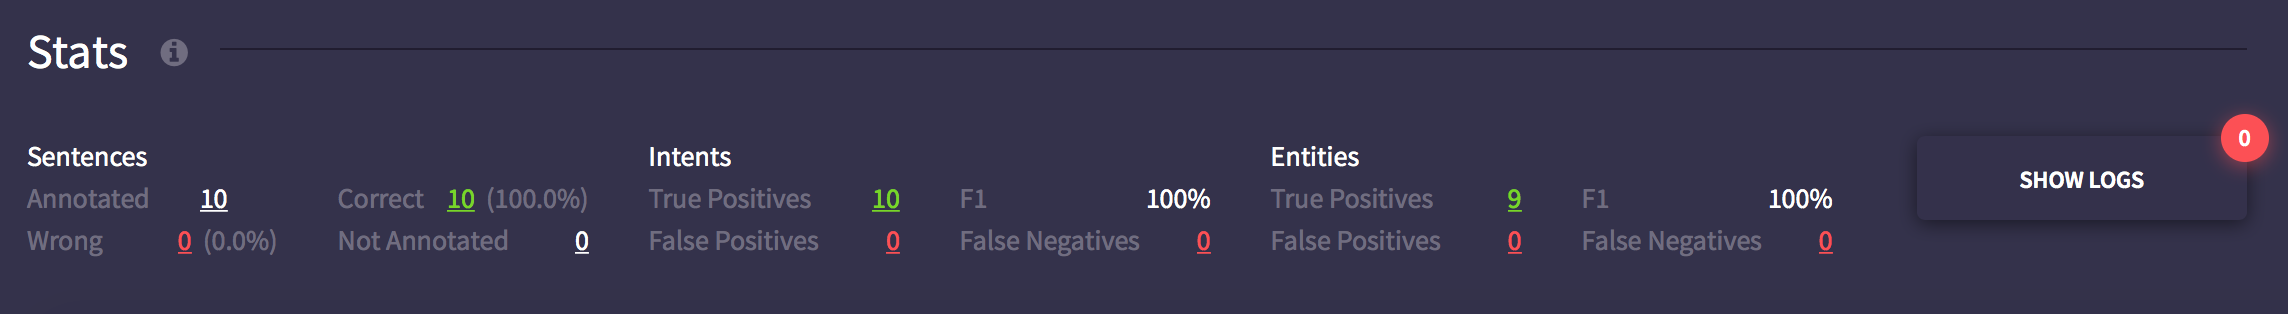 Stats
0
Sentences Intents Entities
SHOW LOGS
Annotated 10 Correct 10 (100.0%) True Positives 10 F1 100% True Positives 9 F1 100%
Wrong 0 (0.0%) Not Annotated 0 False Positives 0 False Negatives 0 False Positives 0 False Negatives 0